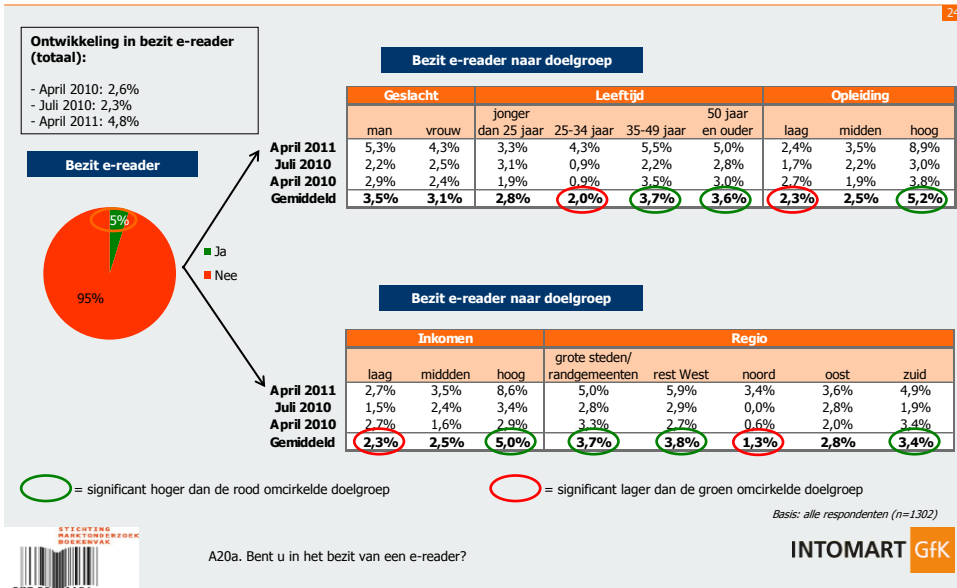 24
Ontwikkeling in bezit e-reader
(totaal):
- April 2010: 2,6%
- Juli 2010: 2,3%
- April 2011: 4,8%
Bezit e-reader
5%
95%
Ja
Nee
Bezit e-reader naar doelgroep
Geslacht Leeftijd Opleiding
jonger 50 jaar
man vrouw dan 25 jaar 25-34 jaar 35-49 jaar en ouder laag midden hoog
April 2011 5,3% 4,3% 3,3% 4,3% 5,5% 5,0% 2,4% 3,5% 8,9%
Juli 2010 2,2% 2,5% 3,1% 0,9% 2,2% 2,8% 1,7% 2,2% 3,0%
April 2010 2,9% 2,4% 1,9% 0,9% 3,5% 3,0% 2,7% 1,9% 3,8%
Gemiddeld 3,5% 3,1% 2,8% 2,0% 3,7% 3,6% 2,3% 2,5% 5,2%
Bezit e-reader naar doelgroep
Inkomen Regio
grote steden/
laag middden hoog randgemeenten rest West noord oost zuid
April 2011 2,7% 3,5% 8,6% 5,0% 5,9% 3,4% 3,6% 4,9%
Juli 2010 1,5% 2,4% 3,4% 2,8% 2,9% 0,0% 2,8% 1,9%
April 2010 2,7% 1,6% 2,9% 3,3% 2,7% 0,6% 2,0% 3,4%
Gemiddeld 2,3% 2,5% 5,0% 3,7% 3,8% 1,3% 2,8% 3,4%
= significant hoger dan de rood omcirkelde doelgroep
= significant lager dan de groen omcirkelde doelgroep
Basis: alle respondenten (n=1302)
STICHTING
MARKTONDERZOEK
BOEKENVAK
A20a. Bent u in het bezit van een e-reader?
INTOMART GfK